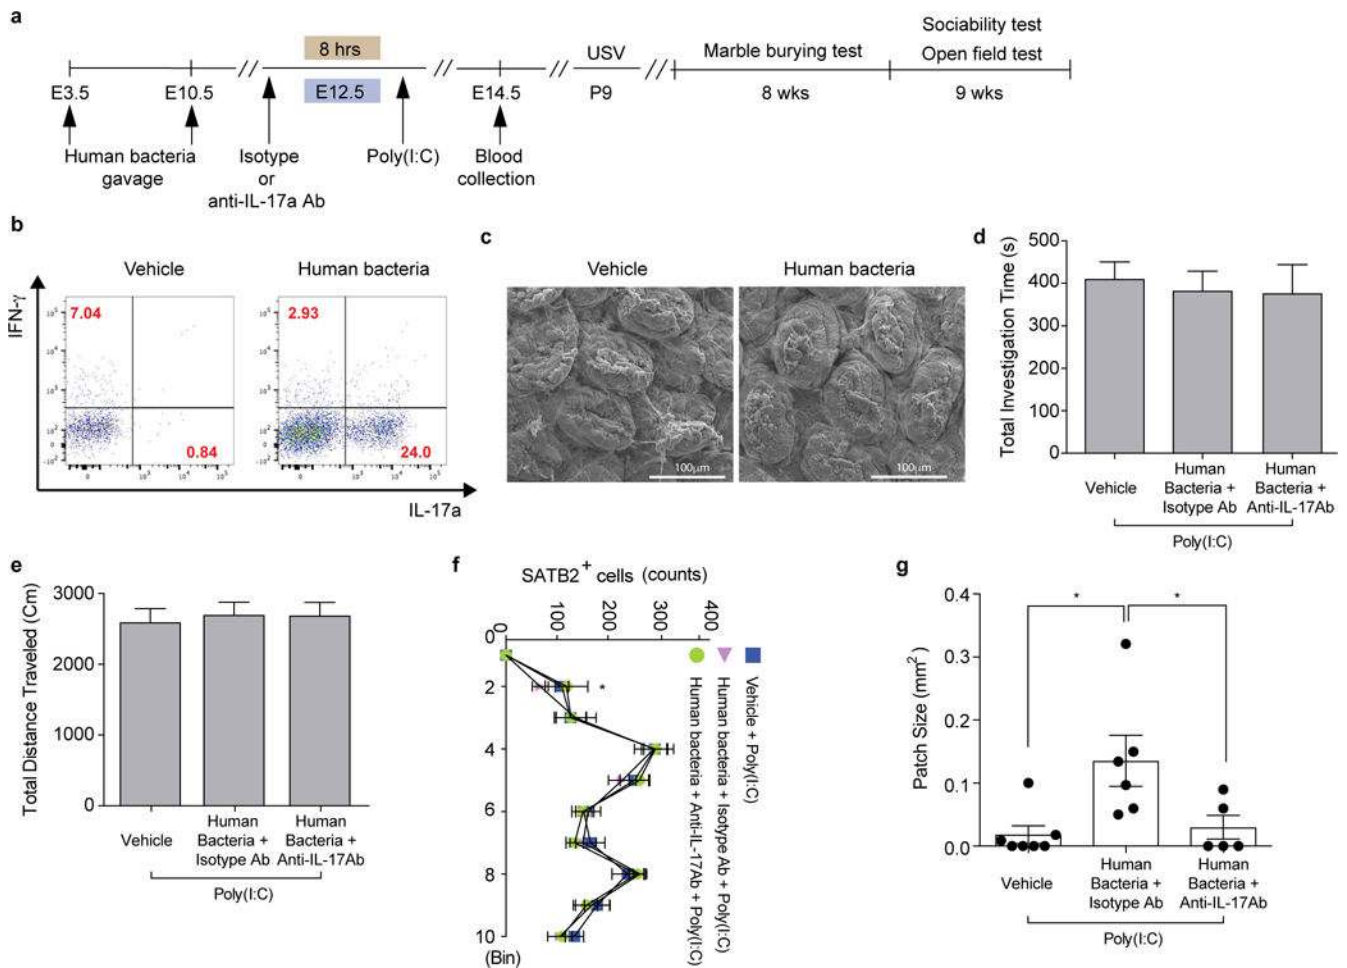 a
Sociability test
8 hrs
USV
Marble burying test
Open field test
E3.5
E10.5
E12.5
E14.5
P9
8 wks
9 wks
Human bacteria
gavage
Isotype
or
anti-IL-17a Ab
Poly(I:C)
Blood
collection
b
Vehicle
Human bacteria
IFN-γ
7.04
0.84
2.93
24.0
IL-17a
c
Vehicle
Human bacteria
100µm
100µm
d
Total Investigation Time (s)
500
400
300
200
100
0
Vehicle
Human
Bacteria +
Isotype Ab
Human
Bacteria +
Anti-IL-17Ab
Poly(I:C)
e
Total Distance Traveled (Cm)
3000
2000
1000
0
Vehicle
Human
Bacteria +
Isotype Ab
Human
Bacteria +
Anti-IL-17Ab
Poly(I:C)
f
SATB2+ cells (counts)
0
100
200
300
400
0
2
*
4
6
8
10
(Bin)
Vehicle + Poly(I:C)
Human bacteria + Isotype Ab + Poly(I:C)
Human bacteria + Anti-IL-17Ab + Poly(I:C)
g
Patch Size (mm2)
0.4
0.3
0.2
0.1
0.0
*
*
Vehicle
Human
Bacteria +
Isotype Ab
Human
Bacteria +
Anti-IL-17Ab
Poly(I:C)